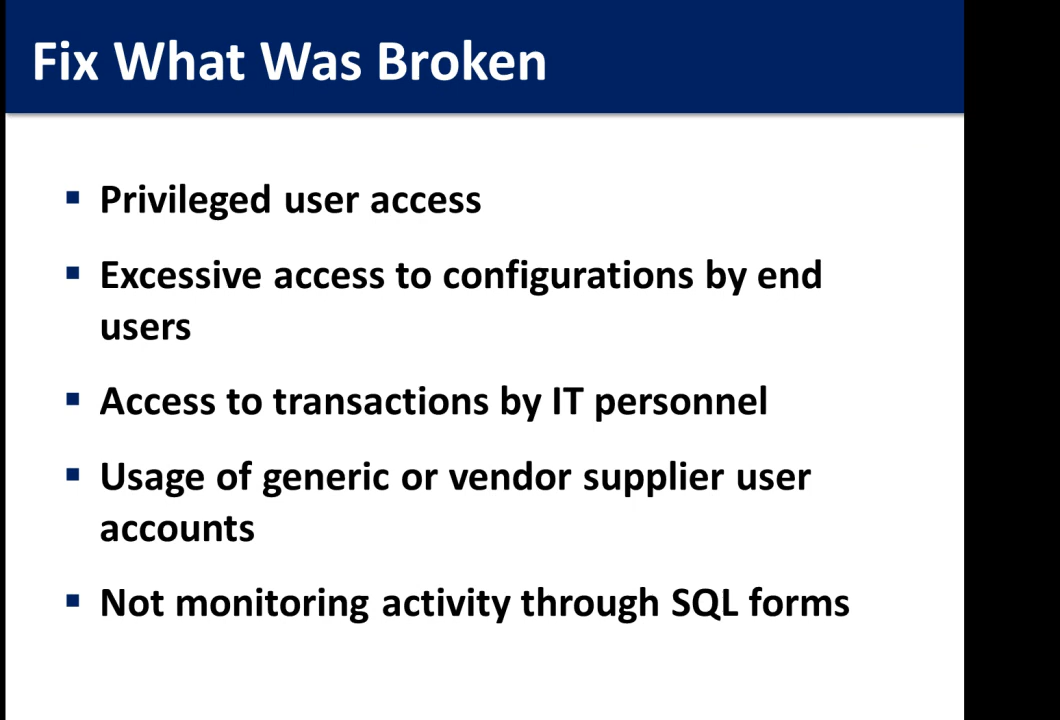 Fix What Was Broken
▪ Privileged user access
▪ Excessive access to configurations by end
users
▪ Access to transactions by IT personnel
▪ Usage of generic or vendor supplier user
accounts
▪ Not monitoring activity through SQL forms